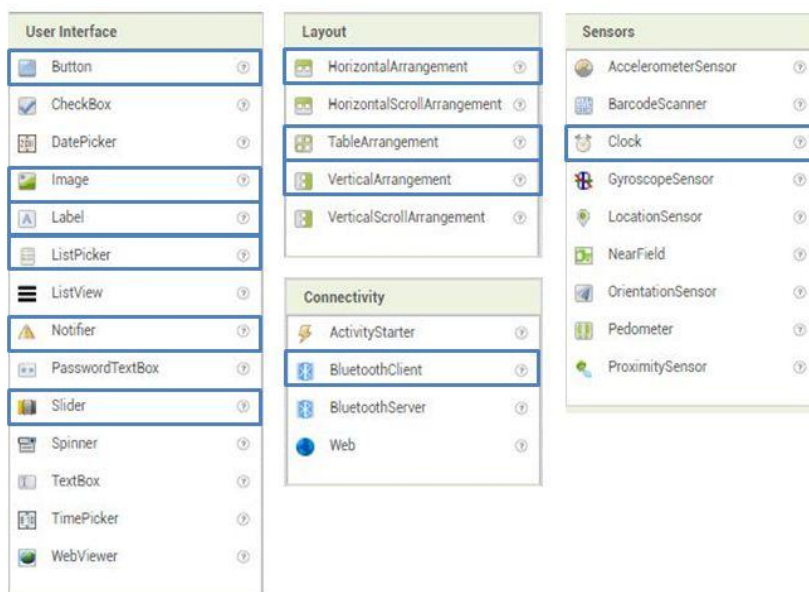 User Interface
Button
CheckBox
DatePicker
Image
Label
ListPicker
ListView
Notifier
PasswordTextBox
Slider
Spinner
TextBox
TimePicker
WebViewer
Layout
HorizontalArrangement
HorizontalScrollArrangement
TableArrangement
VerticalArrangement
VerticalScrollArrangement
Connectivity
ActivityStarter
BluetoothClient
BluetoothServer
Web
Sensors
AccelerometerSensor
BarcodeScanner
Clock
GyroscopeSensor
LocationSensor
NearField
OrientationSensor
Pedometer
ProximitySensor